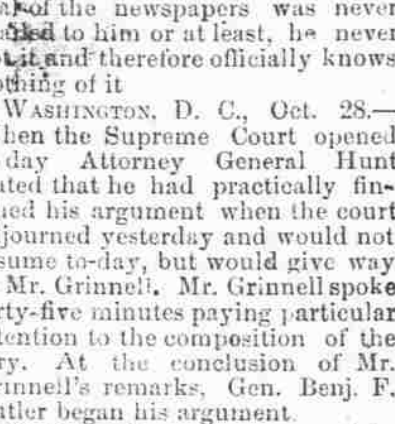 of the newspapers was never
to him or at least, he never
it and therefore officially knows
othing of it
WASHINGTON, D. C., Oct. 28.—
hen the Supreme Court opened
day Attorney General Hunt
ated that he had practically fin-
ed his argument when the court
journed yesterday and would not
sume to-day, but would give way
Mr. Grinnell. Mr. Grinnell spoke
rty-five minutes paying particular
tention to the composition of the
ry. At the conclusion of Mr.
rinnell's remarks, Gen. Benj. F.
utler began his argument.